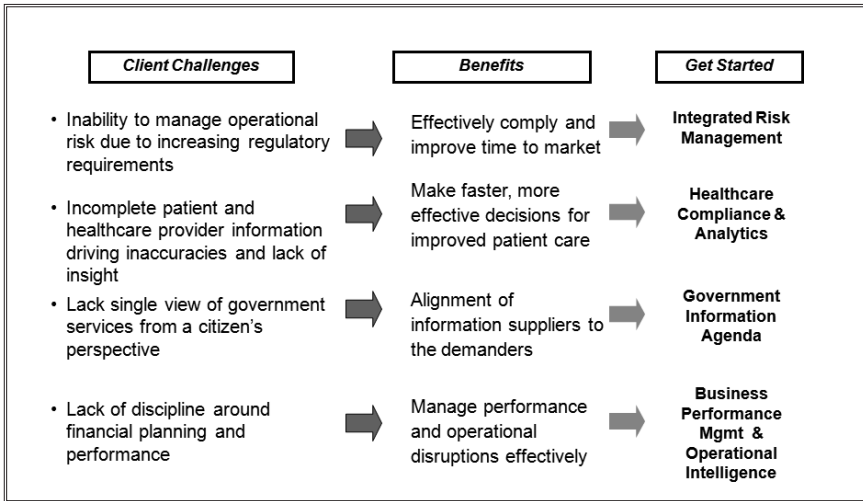 Client Challenges
Benefits
Get Started
• Inability to manage operational
risk due to increasing regulatory
requirements
Effectively comply and
improve time to market
Integrated Risk
Management
• Incomplete patient and
healthcare provider information
driving inaccuracies and lack of
insight
Make faster, more
effective decisions for
improved patient care
Healthcare
Compliance &
Analytics
• Lack single view of government
services from a citizen's
perspective
Alignment of
information suppliers to
the demanders
Government
Information
Agenda
• Lack of discipline around
financial planning and
performance
Manage performance
and operational
disruptions effectively
Business
Performance
Mgmt &
Operational
Intelligence